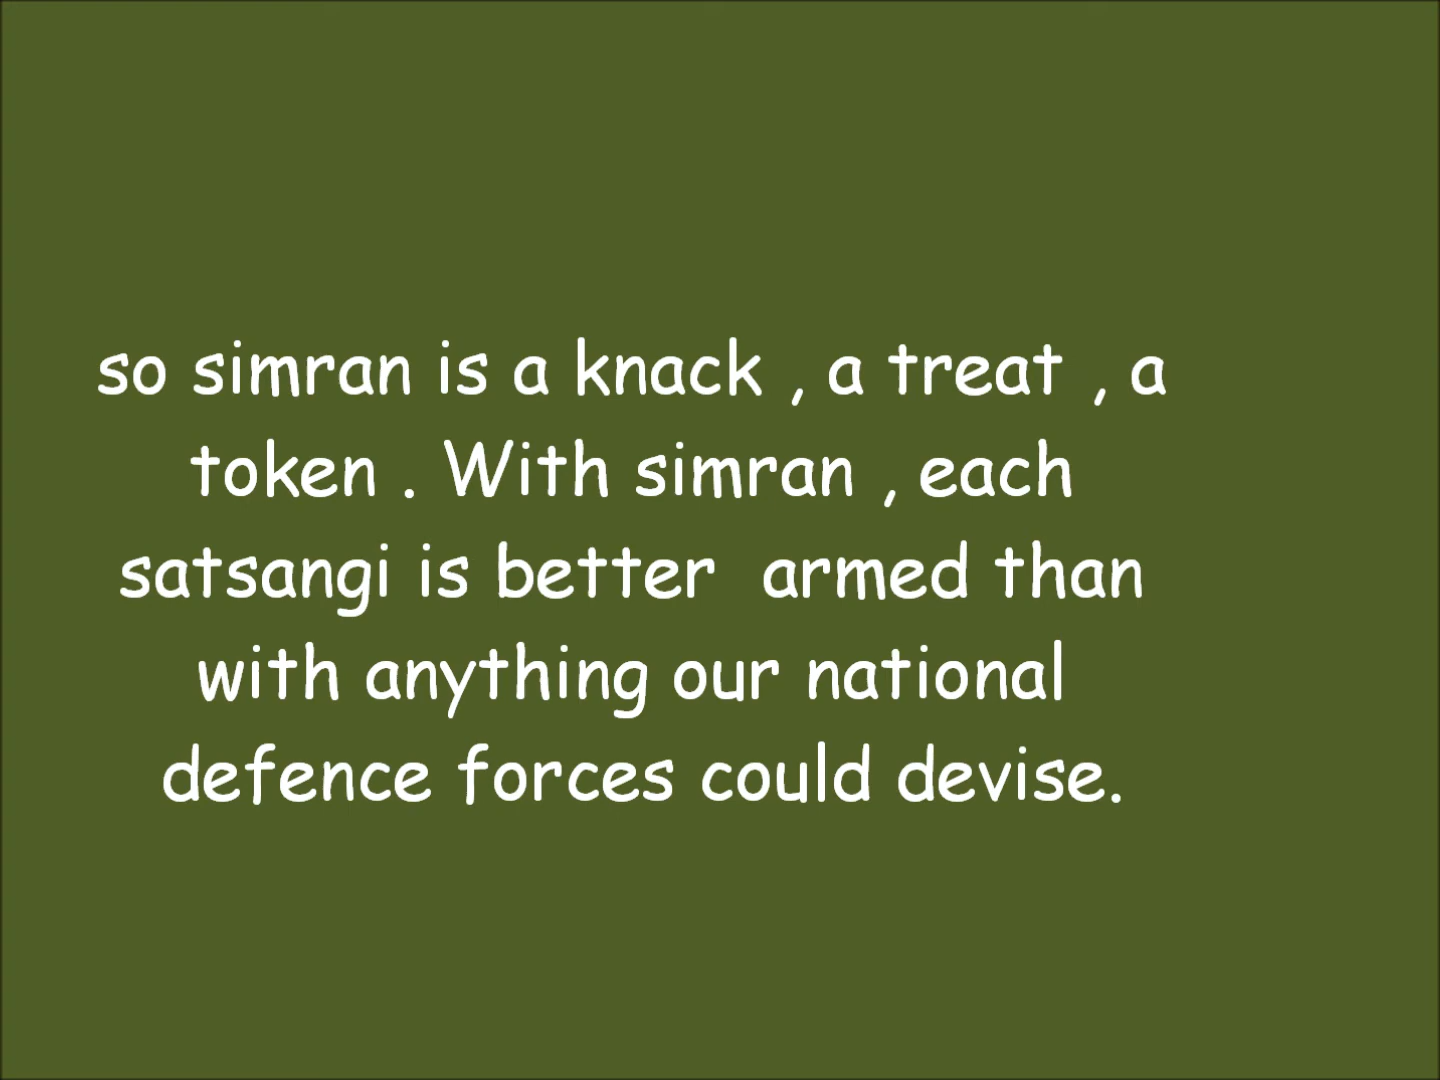 so simran is a knack , a treat , a
token . With simran , each
satsangi is better  armed than
with anything our national
defence forces could devise.